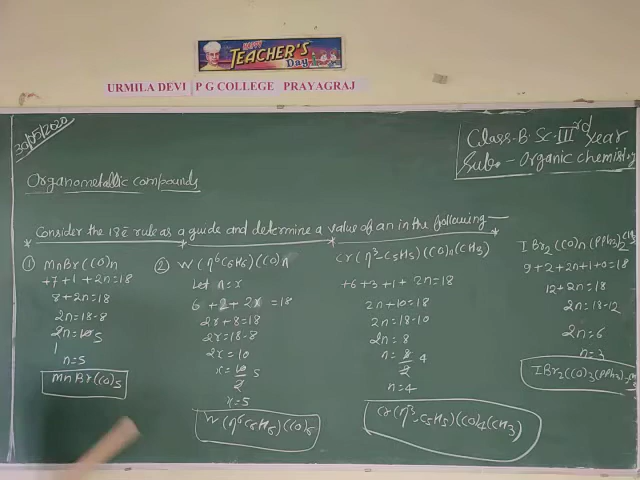 HAPPY
TEACHER'S
Day
URMILA DEVI P G COLLEGE PRAYAGRAJ
30/05/2020
Class-B.Sc. III rd year
Sub.- Organic chemistry
Organometallic compounds
* Consider the 18ē rule as a guide and determine a value of an in the following —
① MnBr(CO)n
+7+1+2n=18
8+2n=18
2n=18-8
2n=10 5
1
n=5
MnBr(CO)5
② W(η⁶C6H6)(CO)n
Let n=x
6+2+2x=18
2x+8=18
2x=18-8
2x=10
x=10/2 5
x=5
W(η⁶C6H6)(CO)5
Cr(η³-C5H5)(CO)n(CH3)
+6+3+1+2n=18
2n+10=18
2n=18-10
2n=8
n=8/2 4
n=4
Cr(η³-C5H5)(CO)4(CH3)
IBr2(CO)n(PPh3)2
9+2+2n+1+0=18
12+2n=18
2n=18-12
2n=6
n=3
IBr2(CO)3(PPh3)